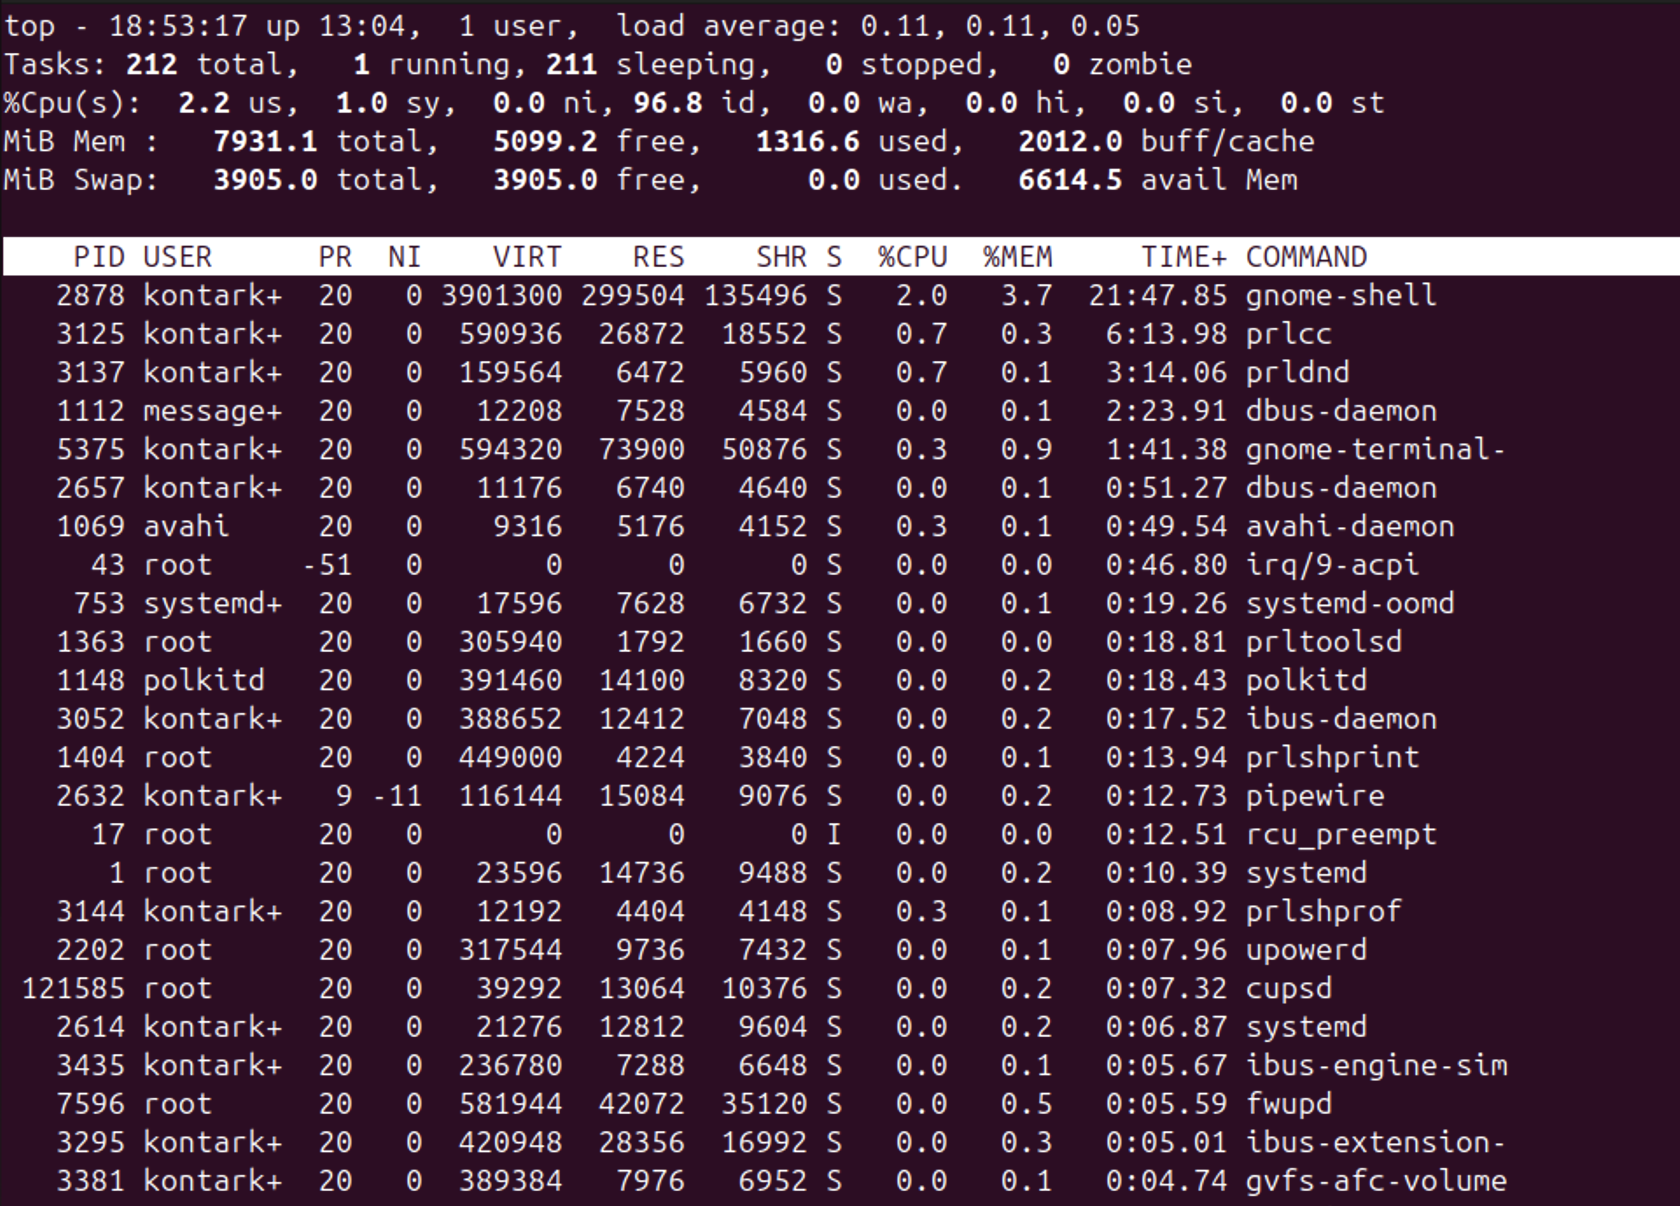 top - 18:53:17 up 13:04,  1 user,  load average: 0.11, 0.11, 0.05
Tasks: 212 total,   1 running, 211 sleeping,   0 stopped,   0 zombie
%Cpu(s):  2.2 us,  1.0 sy,  0.0 ni, 96.8 id,  0.0 wa,  0.0 hi,  0.0 si,  0.0 st
MiB Mem :   7931.1 total,   5099.2 free,   1316.6 used,   2012.0 buff/cache
MiB Swap:   3905.0 total,   3905.0 free,      0.0 used.   6614.5 avail Mem
PID USER      PR  NI    VIRT    RES    SHR S  %CPU  %MEM     TIME+ COMMAND
2878 kontark+  20   0 3901300 299504 135496 S   2.0   3.7  21:47.85 gnome-shell
3125 kontark+  20   0  590936  26872  18552 S   0.7   0.3   6:13.98 prlcc
3137 kontark+  20   0  159564   6472   5960 S   0.7   0.1   3:14.06 prldnd
1112 message+  20   0   12208   7528   4584 S   0.0   0.1   2:23.91 dbus-daemon
5375 kontark+  20   0  594320  73900  50876 S   0.3   0.9   1:41.38 gnome-terminal-
2657 kontark+  20   0   11176   6740   4640 S   0.0   0.1   0:51.27 dbus-daemon
1069 avahi     20   0    9316   5176   4152 S   0.3   0.1   0:49.54 avahi-daemon
43 root     -51   0       0      0      0 S   0.0   0.0   0:46.80 irq/9-acpi
753 systemd+  20   0   17596   7628   6732 S   0.0   0.1   0:19.26 systemd-oomd
1363 root      20   0  305940   1792   1660 S   0.0   0.0   0:18.81 prltoolsd
1148 polkitd   20   0  391460  14100   8320 S   0.0   0.2   0:18.43 polkitd
3052 kontark+  20   0  388652  12412   7048 S   0.0   0.2   0:17.52 ibus-daemon
1404 root      20   0  449000   4224   3840 S   0.0   0.1   0:13.94 prlshprint
2632 kontark+   9 -11  116144  15084   9076 S   0.0   0.2   0:12.73 pipewire
17 root      20   0       0      0      0 I   0.0   0.0   0:12.51 rcu_preempt
1 root      20   0   23596  14736   9488 S   0.0   0.2   0:10.39 systemd
3144 kontark+  20   0   12192   4404   4148 S   0.3   0.1   0:08.92 prlshprof
2202 root      20   0  317544   9736   7432 S   0.0   0.1   0:07.96 upowerd
121585 root      20   0   39292  13064  10376 S   0.0   0.2   0:07.32 cupsd
2614 kontark+  20   0   21276  12812   9604 S   0.0   0.2   0:06.87 systemd
3435 kontark+  20   0  236780   7288   6648 S   0.0   0.1   0:05.67 ibus-engine-sim
7596 root      20   0  581944  42072  35120 S   0.0   0.5   0:05.59 fwupd
3295 kontark+  20   0  420948  28356  16992 S   0.0   0.3   0:05.01 ibus-extension-
3381 kontark+  20   0  389384   7976   6952 S   0.0   0.1   0:04.74 gvfs-afc-volume